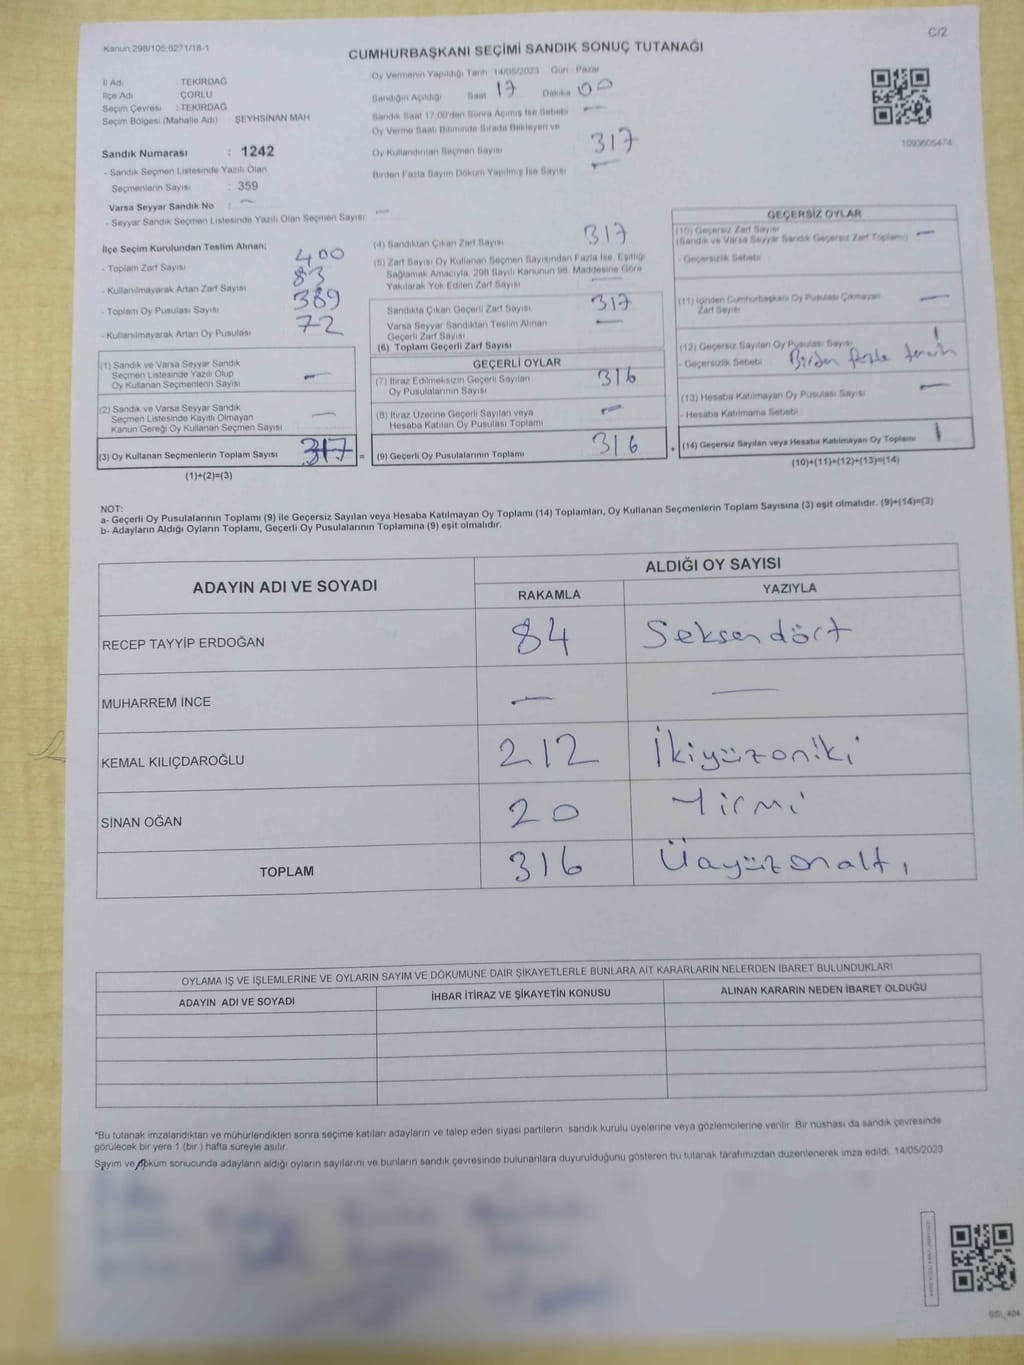 Kanun:298/105:6271/18-1
C/2
CUMHURBAŞKANI SEÇİMİ SANDIK SONUÇ TUTANAĞI
İl Adı : TEKİRDAĞ
İlçe Adı : ÇORLU
Seçim Çevresi : TEKİRDAĞ
Seçim Bölgesi (Mahalle Adı) ŞEYHSİNAN MAH
Sandık Numarası : 1242
- Sandık Seçmen Listesinde Yazılı Olan
Seçmenlerin Sayısı : 359
Varsa Seyyar Sandık No : -
- Seyyar Sandık Seçmen Listesinde Yazılı Olan Seçmen Sayısı -
Oy Vermenin Yapıldığı Tarih 14/05/2023 Gün Pazar
Sandığın Açıldığı Saat 17 Dakika 00
Sandık Saat 17.00'den Sonra Açımış İse Sebebi -
Oy Verme Saati Bitiminde Sırada Bekleyen ve
Oy Kullandırılan Seçmen Sayısı 317
Birden Fazla Sayım Döküm Yapılmış İse Sayısı -
1093605474
İlçe Seçim Kurulundan Teslim Alınan;
- Toplam Zarf Sayısı 400
- Kullanılmayarak Artan Zarf Sayısı 83
- Toplam Oy Pusulası Sayısı 389
- Kullanılmayarak Artan Oy Pusulası 72
(1) Sandık ve Varsa Seyyar Sandık
Seçmen Listesinde Yazılı Olup
Oy Kullanan Seçmenlerin Sayısı -
(2) Sandık ve Varsa Seyyar Sandık
Seçmen Listesinde Kayıtlı Olmayan
Kanun Gereği Oy Kullanan Seçmen Sayısı -
(3) Oy Kullanan Seçmenlerin Toplam Sayısı 317 =
(1)+(2)=(3)
(4) Sandıktan Çıkan Zarf Sayısı 317
(5) Zarf Sayısı Oy Kullanan Seçmen Sayısından Fazla İse, Eşitliği
Sağlamak Amacıyla, 298 Sayılı Kanunun 98. Maddesine Göre
Yakılarak Yok Edilen Zarf Sayısı -
Sandıkta Çıkan Geçerli Zarf Sayısı 317
Varsa Seyyar Sandıktan Teslim Alınan
Geçerli Zarf Sayısı -
(6) Toplam Geçerli Zarf Sayısı
GEÇERLİ OYLAR
(7) İtiraz Edilmeksizin Geçerli Sayılan
Oy Pusulalarının Sayısı 316
(8) İtiraz Üzerine Geçerli Sayılan veya
Hesaba Katılan Oy Pusulası Toplamı -
(9) Geçerli Oy Pusulalarının Toplamı 316 +
GEÇERSİZ OYLAR
(10) Geçersiz Zarf Sayısı
(Sandık ve Varsa Seyyar Sandık Geçersiz Zarf Toplamı) -
- Geçersizlik Sebebi
(11) İçinden Cumhurbaşkanı Oy Pusulası Çıkmayan
Zarf Sayısı -
(12) Geçersiz Sayılan Oy Pusulası Sayısı 1
- Geçersizlik Sebebi Birden fazla tercih
(13) Hesaba Katılmayan Oy Pusulası Sayısı -
- Hesaba Katılmama Sebebi
(14) Geçersiz Sayılan veya Hesaba Katılmayan Oy Toplamı 1
(10)+(11)+(12)+(13)=(14)
NOT:
a- Geçerli Oy Pusulalarının Toplamı (9) ile Geçersiz Sayılan veya Hesaba Katılmayan Oy Toplamı (14) Toplamları, Oy Kullanan Seçmenlerin Toplam Sayısına (3) eşit olmalıdır. (9)+(14)=(3)
b- Adayların Aldığı Oyların Toplamı, Geçerli Oy Pusulalarının Toplamına (9) eşit olmalıdır.
ADAYIN ADI VE SOYADI
ALDIĞI OY SAYISI
RAKAMLA YAZIYLA
RECEP TAYYİP ERDOĞAN 84 Seksendört
MUHARREM İNCE - -
KEMAL KILIÇDAROĞLU 212 İkiyüzoniki
SİNAN OĞAN 20 Yirmi
TOPLAM 316 Üçyüzonaltı
OYLAMA İŞ VE İŞLEMLERİNE VE OYLARIN SAYIM VE DÖKÜMÜNE DAİR ŞİKAYETLERLE BUNLARA AİT KARARLARIN NELERDEN İBARET BULUNDUKLARI
ADAYIN ADI VE SOYADI İHBAR İTİRAZ VE ŞİKAYETİN KONUSU ALINAN KARARIN NEDEN İBARET OLDUĞU
*Bu tutanak imzalandıktan ve mühürlendikten sonra seçime katılan adayların ve talep eden siyasi partilerin sandık kurulu üyelerine veya gözlemcilerine verilir. Bir nüshası da sandık çevresinde
görülecek bir yere 1 (bir ) hafta süreyle asılır.
Sayım ve döküm sonucunda adayların aldığı oyların sayılarını ve bunların sandık çevresinde bulunanlara duyurulduğunu gösteren bu tutanak tarafımızdan düzenlenerek imza edildi. 14/05/2023